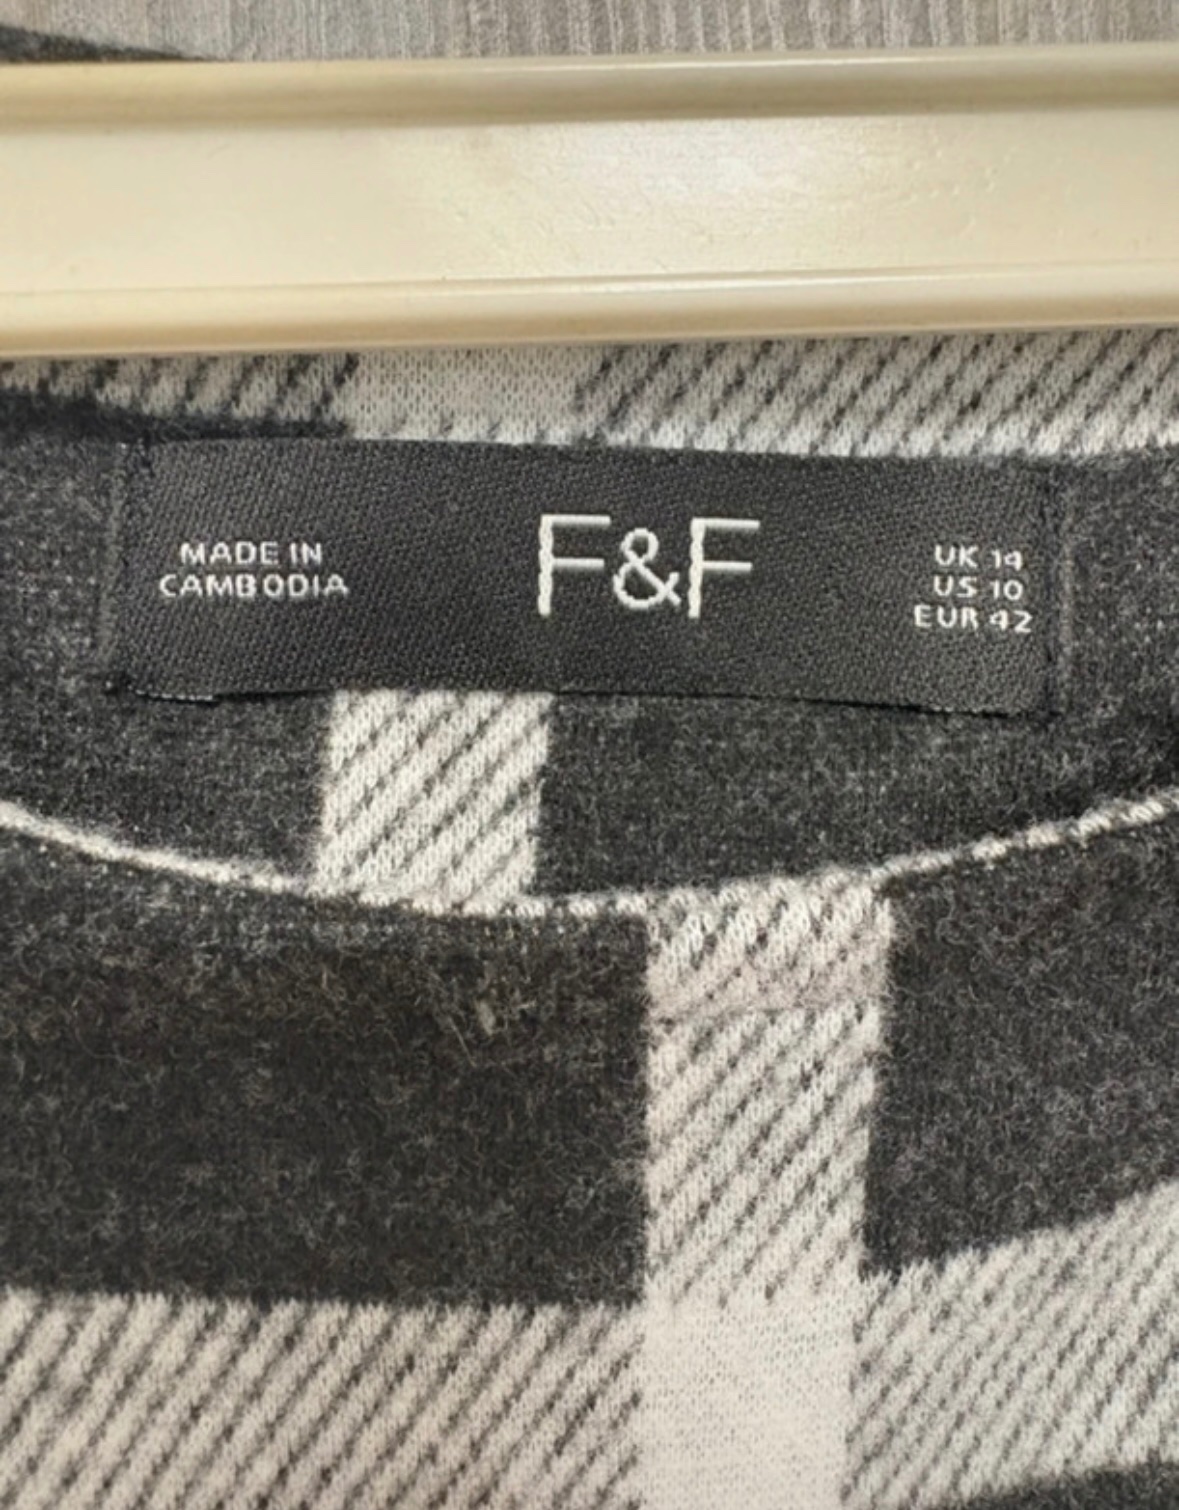 MADE IN
CAMBODIA
F&F
UK 14
US 10
EUR 42